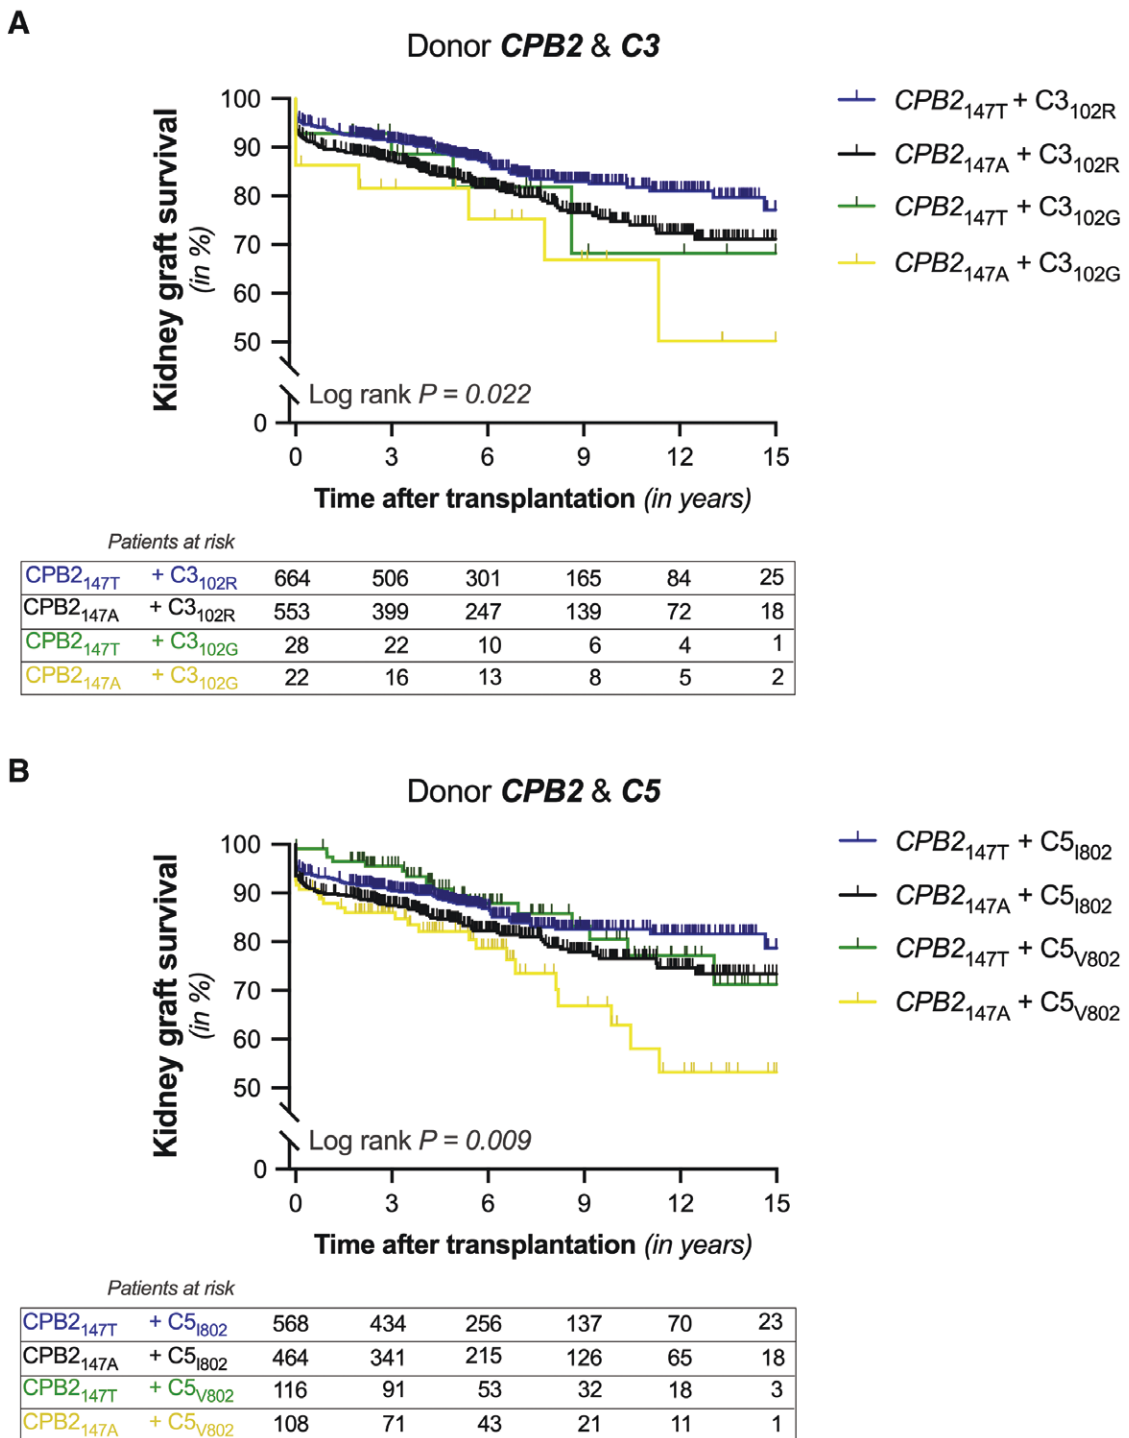 A
Donor CPB2 & C3
Kidney graft survival
(in %)
100
90
80
70
60
50
0
Log rank P = 0.022
0 3 6 9 12 15
Time after transplantation (in years)
CPB2147T + C3102R
CPB2147A + C3102R
CPB2147T + C3102G
CPB2147A + C3102G
Patients at risk
CPB2147T + C3102R 664 506 301 165 84 25
CPB2147A + C3102R 553 399 247 139 72 18
CPB2147T + C3102G 28 22 10 6 4 1
CPB2147A + C3102G 22 16 13 8 5 2
B
Donor CPB2 & C5
Kidney graft survival
(in %)
100
90
80
70
60
50
0
Log rank P = 0.009
0 3 6 9 12 15
Time after transplantation (in years)
CPB2147T + C5I802
CPB2147A + C5I802
CPB2147T + C5V802
CPB2147A + C5V802
Patients at risk
CPB2147T + C5I802 568 434 256 137 70 23
CPB2147A + C5I802 464 341 215 126 65 18
CPB2147T + C5V802 116 91 53 32 18 3
CPB2147A + C5V802 108 71 43 21 11 1